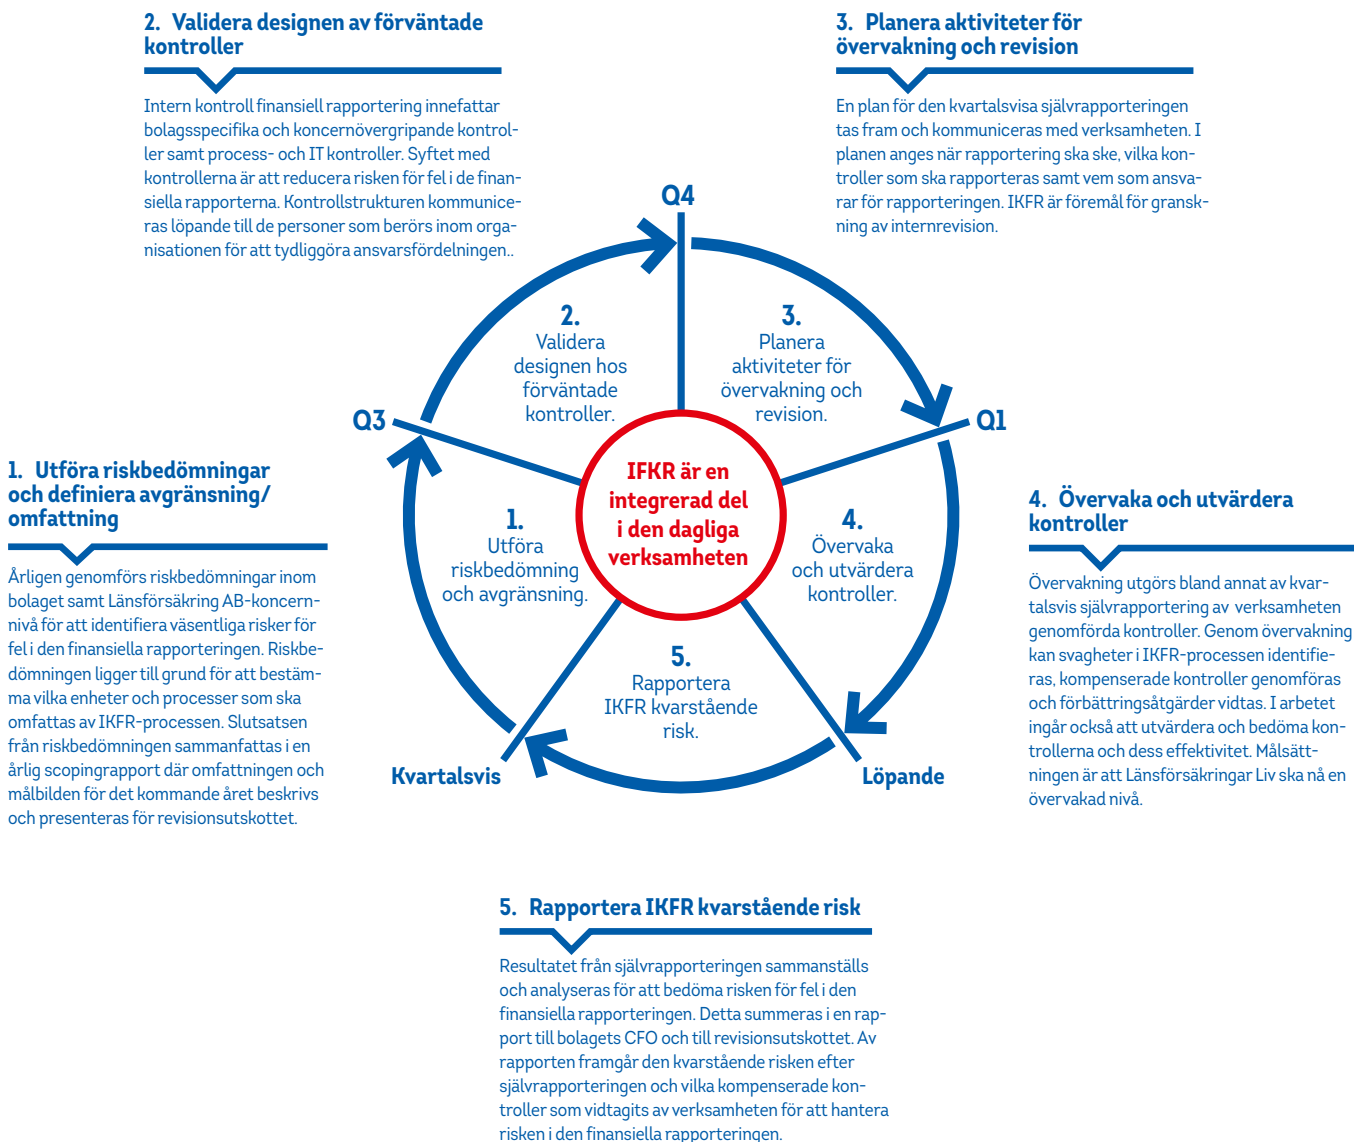 2. Validera designen av förväntade
kontroller
Intern kontroll finansiell rapportering innefattar
bolagsspecifika och koncernövergripande kontrol-
ler samt process- och IT kontroller. Syftet med
kontrollerna är att reducera risken för fel i de finan-
siella rapporterna. Kontrollstrukturen kommunice-
ras löpande till de personer som berörs inom orga-
nisationen för att tydliggöra ansvarsfördelningen..
3. Planera aktiviteter för
övervakning och revision
En plan för den kvartalsvisa självrapporteringen
tas fram och kommuniceras med verksamheten. I
planen anges när rapportering ska ske, vilka kon-
troller som ska rapporteras samt vem som ansva-
rar för rapporteringen. IKFR är föremål för gransk-
ning av internrevision.
Q4
2.
Validera
designen hos
förväntade
kontroller.
3.
Planera
aktiviteter för
övervakning och
revision.
Q3
Q1
IFKR är en
integrerad del
i den dagliga
verksamheten
1.
Utföra
riskbedömning
och avgränsning.
4.
Övervaka
och utvärdera
kontroller.
5.
Rapportera
IKFR kvarstående
risk.
Kvartalsvis
Löpande
1. Utföra riskbedömningar
och definiera avgränsning/
omfattning
Årligen genomförs riskbedömningar inom
bolaget samt Länsförsäkring AB-koncern-
nivå för att identifiera väsentliga risker för
fel i den finansiella rapporteringen. Riskbe-
dömningen ligger till grund för att bestäm-
ma vilka enheter och processer som ska
omfattas av IKFR-processen. Slutsatsen
från riskbedömningen sammanfattas i en
årlig scopingrapport där omfattningen och
målbilden för det kommande året beskrivs
och presenteras för revisionsutskottet.
4. Övervaka och utvärdera
kontroller
Övervakning utgörs bland annat av kvar-
talsvis självrapportering av verksamheten
genomförda kontroller. Genom övervakning
kan svagheter i IKFR-processen identifie-
ras, kompenserade kontroller genomföras
och förbättringsåtgärder vidtas. I arbetet
ingår också att utvärdera och bedöma kon-
trollerna och dess effektivitet. Målsätt-
ningen är att Länsförsäkringar Liv ska nå en
övervakad nivå.
5. Rapportera IKFR kvarstående risk
Resultatet från självrapporteringen sammanställs
och analyseras för att bedöma risken för fel i den
finansiella rapporteringen. Detta summeras i en rap-
port till bolagets CFO och till revisionsutskottet. Av
rapporten framgår den kvarstående risken efter
självrapporteringen och vilka kompenserade kon-
troller som vidtagits av verksamheten för att hantera
risken i den finansiella rapporteringen.